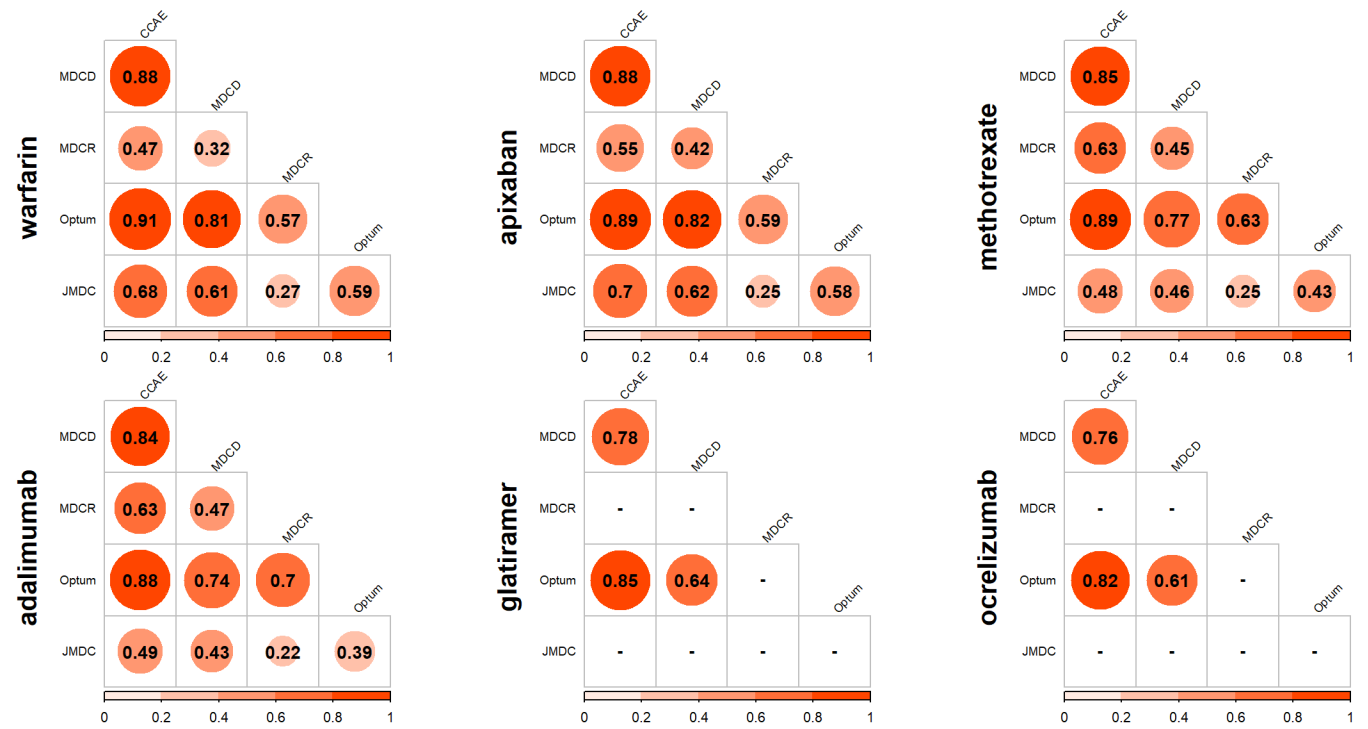 warfarin
CCAE
MDCD 0.88
MDCD
MDCR 0.47 0.32
MDCR
Optum 0.91 0.81 0.57
Optum
JMDC 0.68 0.61 0.27 0.59
0 0.2 0.4 0.6 0.8 1
apixaban
CCAE
MDCD 0.88
MDCD
MDCR 0.55 0.42
MDCR
Optum 0.89 0.82 0.59
Optum
JMDC 0.7 0.62 0.25 0.58
0 0.2 0.4 0.6 0.8 1
methotrexate
CCAE
MDCD 0.85
MDCD
MDCR 0.63 0.45
MDCR
Optum 0.89 0.77 0.63
Optum
JMDC 0.48 0.46 0.25 0.43
0 0.2 0.4 0.6 0.8 1
adalimumab
CCAE
MDCD 0.84
MDCD
MDCR 0.63 0.47
MDCR
Optum 0.88 0.74 0.7
Optum
JMDC 0.49 0.43 0.22 0.39
0 0.2 0.4 0.6 0.8 1
glatiramer
CCAE
MDCD 0.78
MDCD
MDCR - -
MDCR
Optum 0.85 0.64 -
Optum
JMDC - - - -
0 0.2 0.4 0.6 0.8 1
ocrelizumab
CCAE
MDCD 0.76
MDCD
MDCR - -
MDCR
Optum 0.82 0.61 -
Optum
JMDC - - - -
0 0.2 0.4 0.6 0.8 1